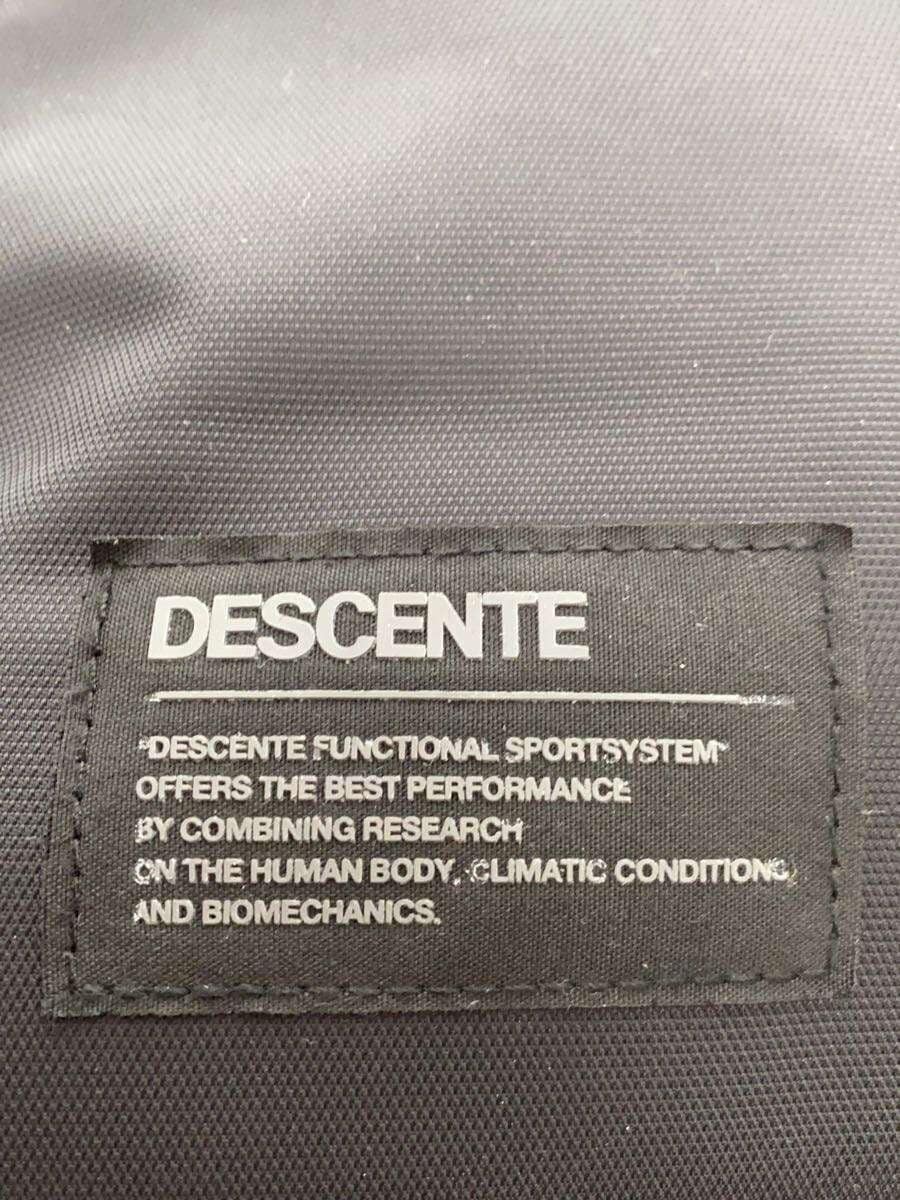 DESCENTE
"DESCENTE FUNCTIONAL SPORTSYSTEM"
OFFERS THE BEST PERFORMANCE
BY COMBINING RESEARCH
ON THE HUMAN BODY, CLIMATIC CONDITIONS
AND BIOMECHANICS.